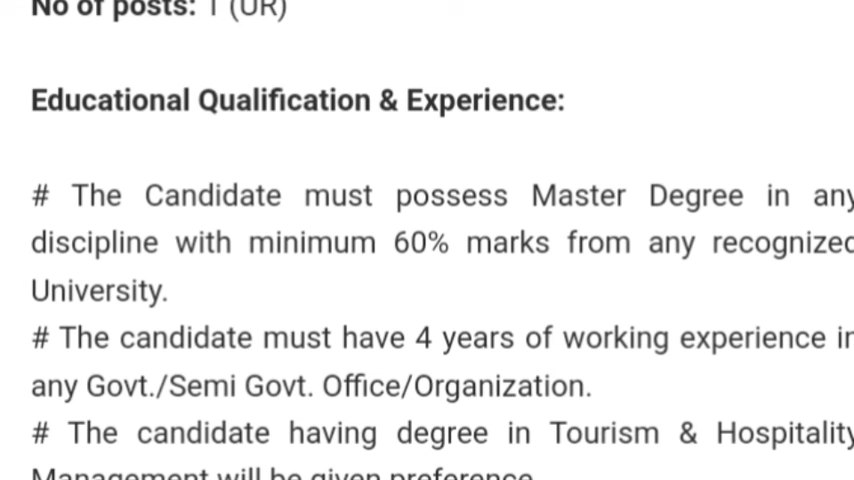 No of posts: 1 (UR)
Educational Qualification & Experience:
# The Candidate must possess Master Degree in any
discipline with minimum 60% marks from any recognized
University.
# The candidate must have 4 years of working experience in
any Govt./Semi Govt. Office/Organization.
# The candidate having degree in Tourism & Hospitality
Management will be given preference.